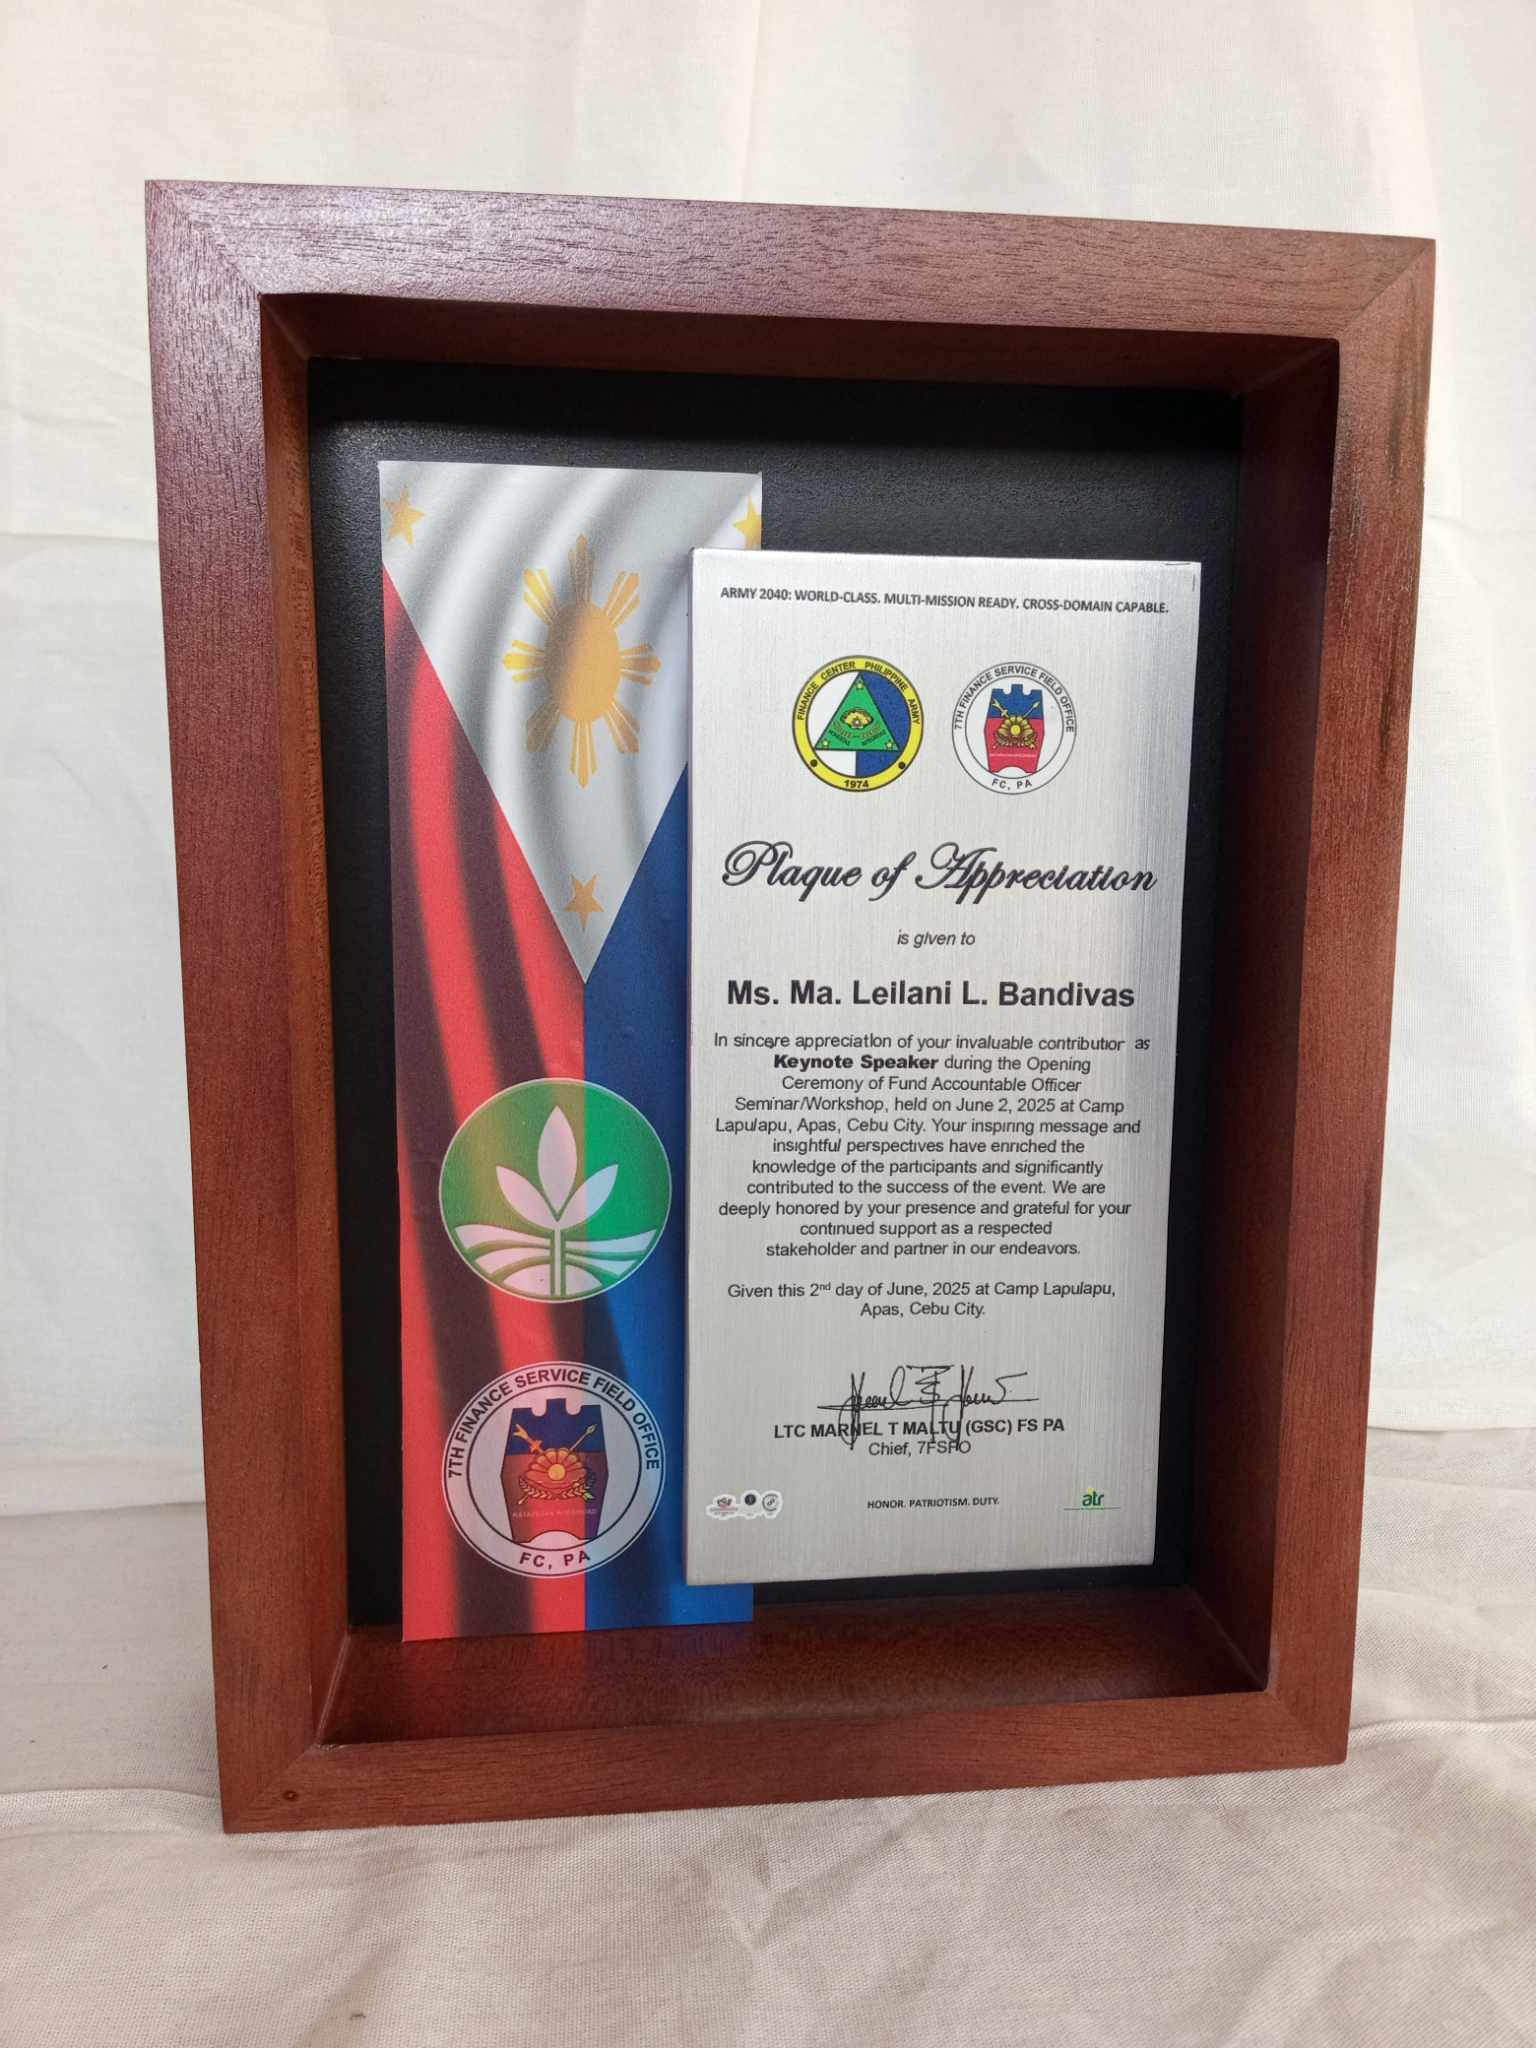 ARMY 2040: WORLD-CLASS. MULTI-MISSION READY. CROSS-DOMAIN CAPABLE.
FINANCE CENTER PHILIPPINE ARMY
1974
7TH FINANCE SERVICE FIELD OFFICE
FC, PA
Plaque of Appreciation
is given to
Ms. Ma. Leilani L. Bandivas
In sincere appreciation of your invaluable contributior as
Keynote Speaker during the Opening
Ceremony of Fund Accountable Officer
Seminar/Workshop, held on June 2, 2025 at Camp
Lapulapu, Apas, Cebu City. Your inspiring message and
insightful perspectives have enriched the
knowledge of the participants and significantly
contributed to the success of the event. We are
deeply honored by your presence and grateful for your
continued support as a respected
stakeholder and partner in our endeavors.
Given this 2nd day of June, 2025 at Camp Lapulapu,
Apas, Cebu City.
LTC MARNEL T MALTU (GSC) FS PA
Chief, 7FSFO
HONOR. PATRIOTISM. DUTY.
atr
7TH FINANCE SERVICE FIELD OFFICE
FC, PA